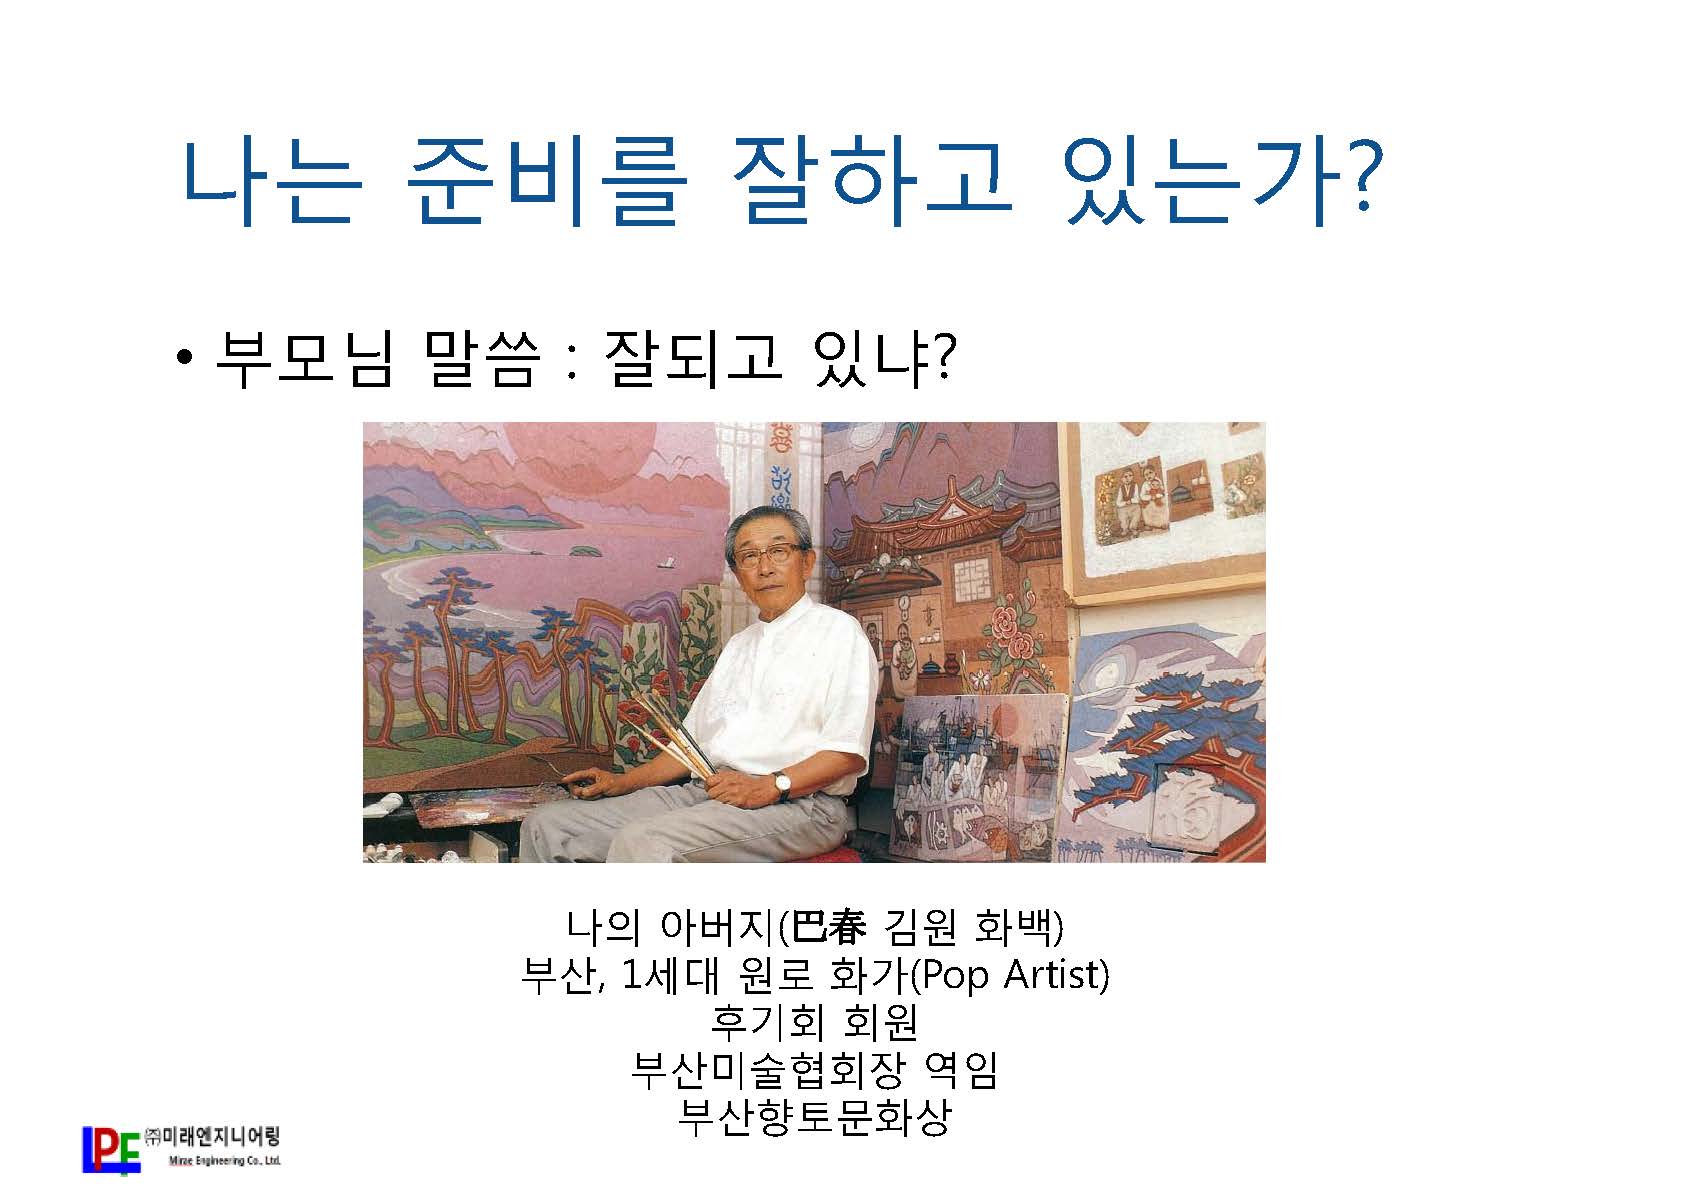 나는 준비를 잘하고 있는가?
• 부모님 말씀 : 잘되고 있냐?
福
나의 아버지(巴春 김원 화백)
부산, 1세대 원로 화가(Pop Artist)
후기회 회원
부산미술협회장 역임
부산향토문화상
LPE ㈜미래엔지니어링
Mirae Engineering Co., Ltd.